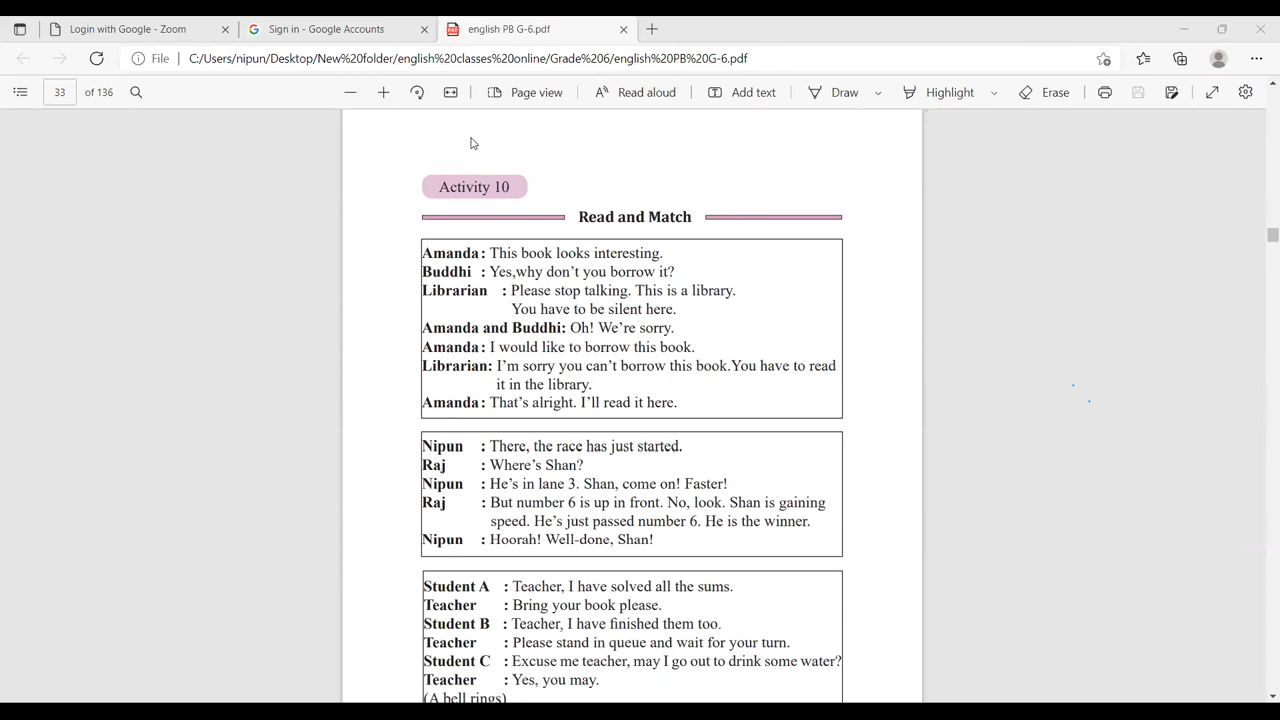 Login with Google - Zoom
Sign in - Google Accounts
english PB G-6.pdf
File
C:/Users/nipun/Desktop/New%20folder/english%20classes%20online/Grade%206/english%20PB%20G-6.pdf
33 of 136
Page view
Read aloud
Add text
Draw
Highlight
Erase
Activity 10
Read and Match
Amanda : This book looks interesting.
Buddhi : Yes,why don't you borrow it?
Librarian : Please stop talking. This is a library.
You have to be silent here.
Amanda and Buddhi: Oh! We're sorry.
Amanda : I would like to borrow this book.
Librarian: I'm sorry you can't borrow this book.You have to read
it in the library.
Amanda : That's alright. I'll read it here.
Nipun : There, the race has just started.
Raj : Where's Shan?
Nipun : He's in lane 3. Shan, come on! Faster!
Raj : But number 6 is up in front. No, look. Shan is gaining
speed. He's just passed number 6. He is the winner.
Nipun : Hoorah! Well-done, Shan!
Student A : Teacher, I have solved all the sums.
Teacher : Bring your book please.
Student B : Teacher, I have finished them too.
Teacher : Please stand in queue and wait for your turn.
Student C : Excuse me teacher, may I go out to drink some water?
Teacher : Yes, you may.
(A bell rings)